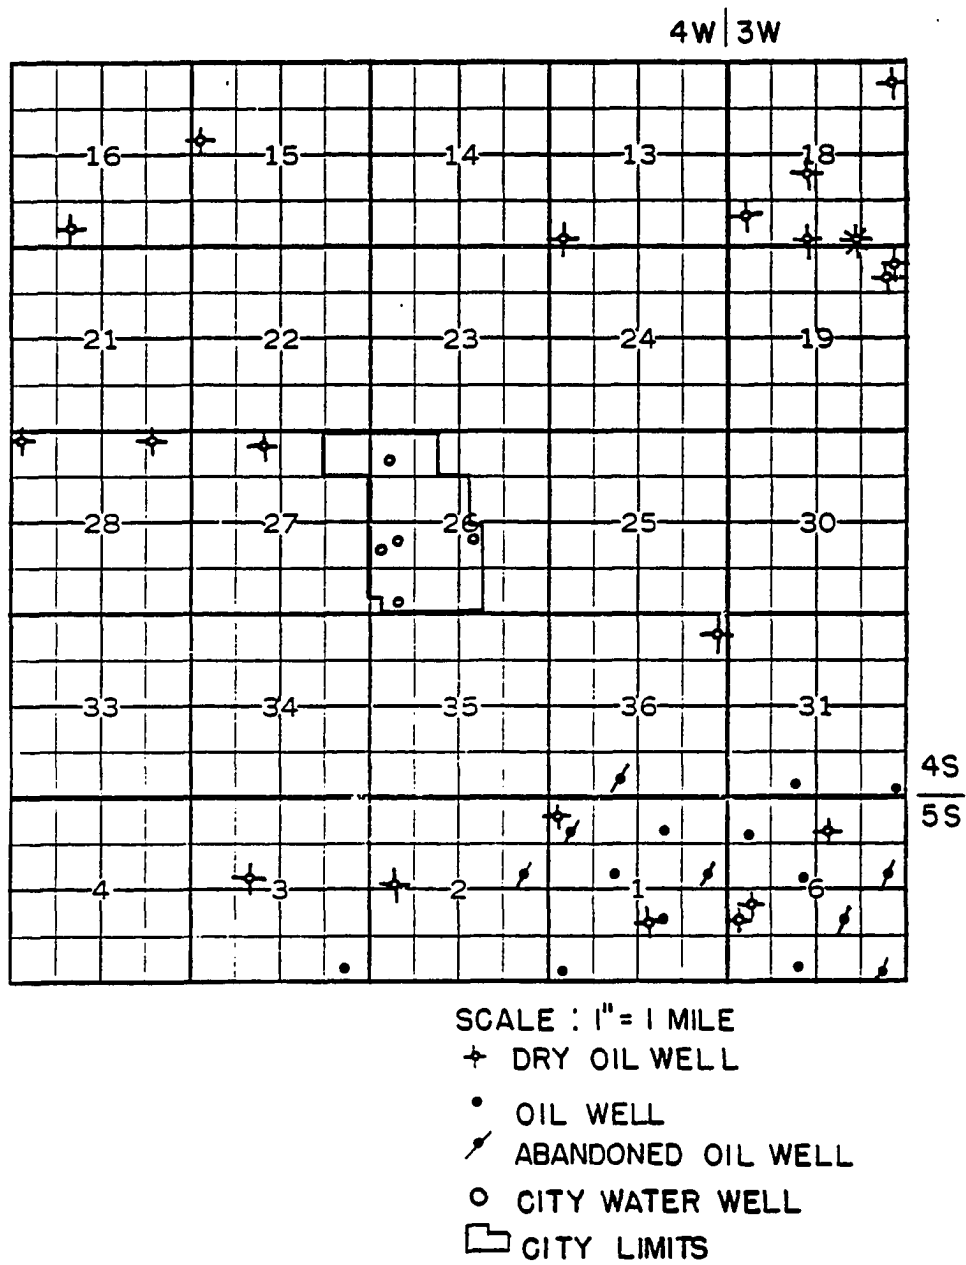 4W 3W
16 15 14 13 18
21 22 23 24 19
28 27 26 25 30
33 34 35 36 31
4S
5S
4 3 2 1 6
SCALE : 1" = 1 MILE
DRY OIL WELL
OIL WELL
ABANDONED OIL WELL
CITY WATER WELL
CITY LIMITS